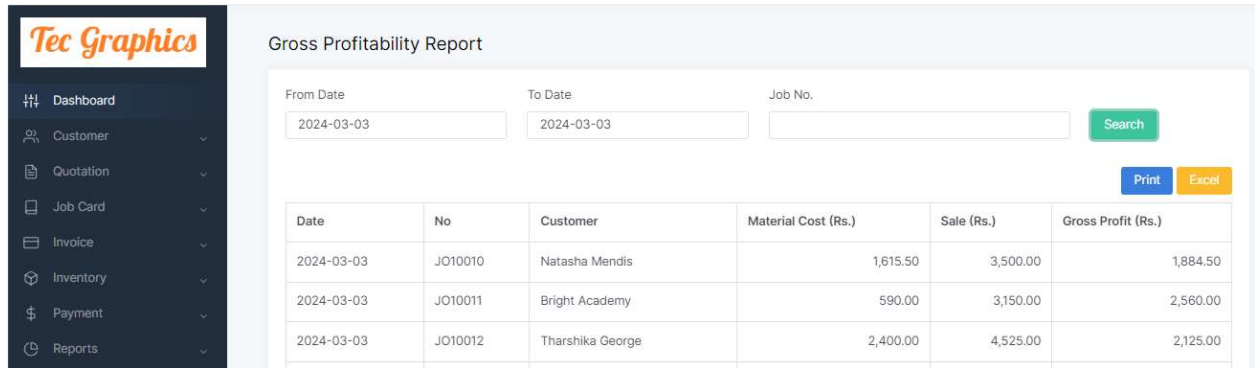 Tec Graphics
Dashboard
Customer
Quotation
Job Card
Invoice
Inventory
Payment
Reports
Gross Profitability Report
From Date To Date Job No.
2024-03-03 2024-03-03 Search
Print Excel
Date No Customer Material Cost (Rs.) Sale (Rs.) Gross Profit (Rs.)
2024-03-03 JO10010 Natasha Mendis 1,615.50 3,500.00 1,884.50
2024-03-03 JO10011 Bright Academy 590.00 3,150.00 2,560.00
2024-03-03 JO10012 Tharshika George 2,400.00 4,525.00 2,125.00